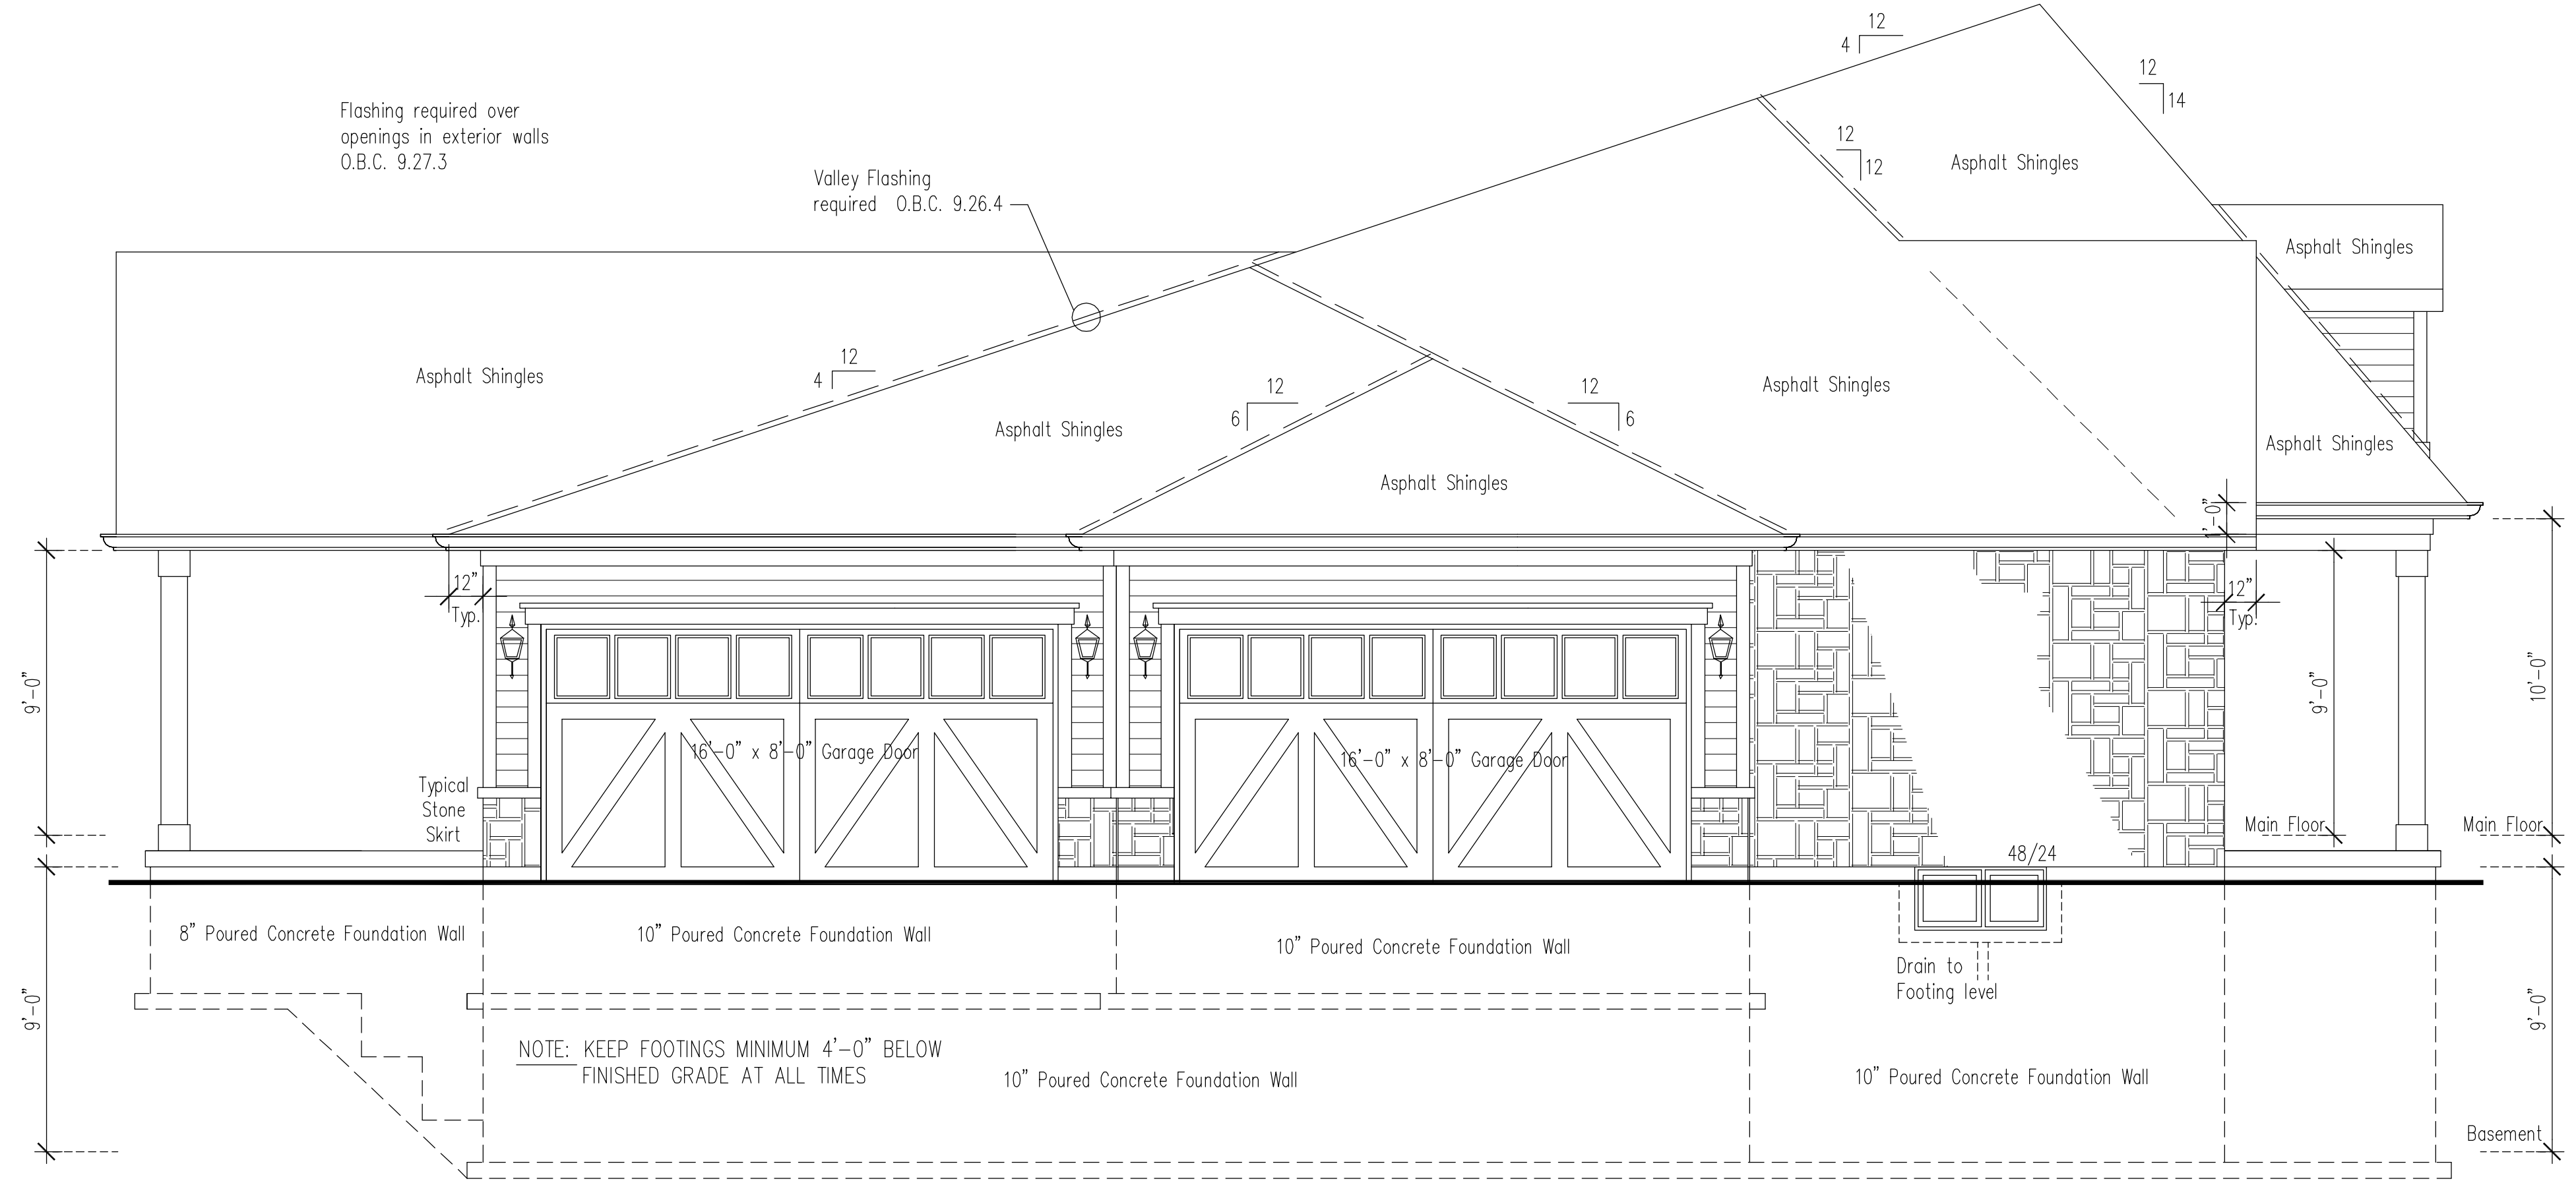 12
4
12
14
Flashing required over
openings in exterior walls
O.B.C. 9.27.3
12
12
Asphalt Shingles
Valley Flashing
required O.B.C. 9.26.4
Asphalt Shingles
12
4
Asphalt Shingles
12
6
12
6
Asphalt Shingles
Asphalt Shingles
Asphalt Shingles
Asphalt Shingles
12"
Typ.
12"
Typ.
9'-0"
9'-0"
10'-0"
16'-0" x 8'-0" Garage Door
16'-0" x 8'-0" Garage Door
Typical
Stone
Skirt
Main Floor
Main Floor
48/24
8" Poured Concrete Foundation Wall
10" Poured Concrete Foundation Wall
10" Poured Concrete Foundation Wall
Drain to
Footing level
9'-0"
9'-0"
NOTE: KEEP FOOTINGS MINIMUM 4'-0" BELOW
FINISHED GRADE AT ALL TIMES
10" Poured Concrete Foundation Wall
10" Poured Concrete Foundation Wall
Basement